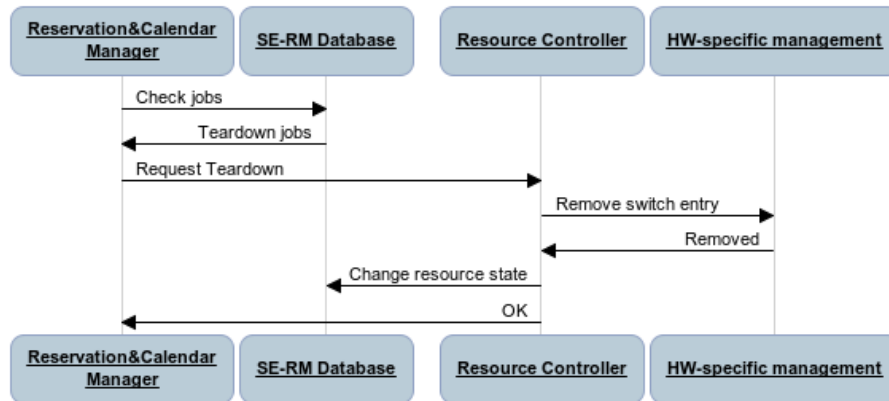 Reservation&Calendar
Manager
SE-RM Database
Resource Controller
HW-specific management
Check jobs
Teardown jobs
Request Teardown
Remove switch entry
Removed
Change resource state
OK
Reservation&Calendar
Manager
SE-RM Database
Resource Controller
HW-specific management